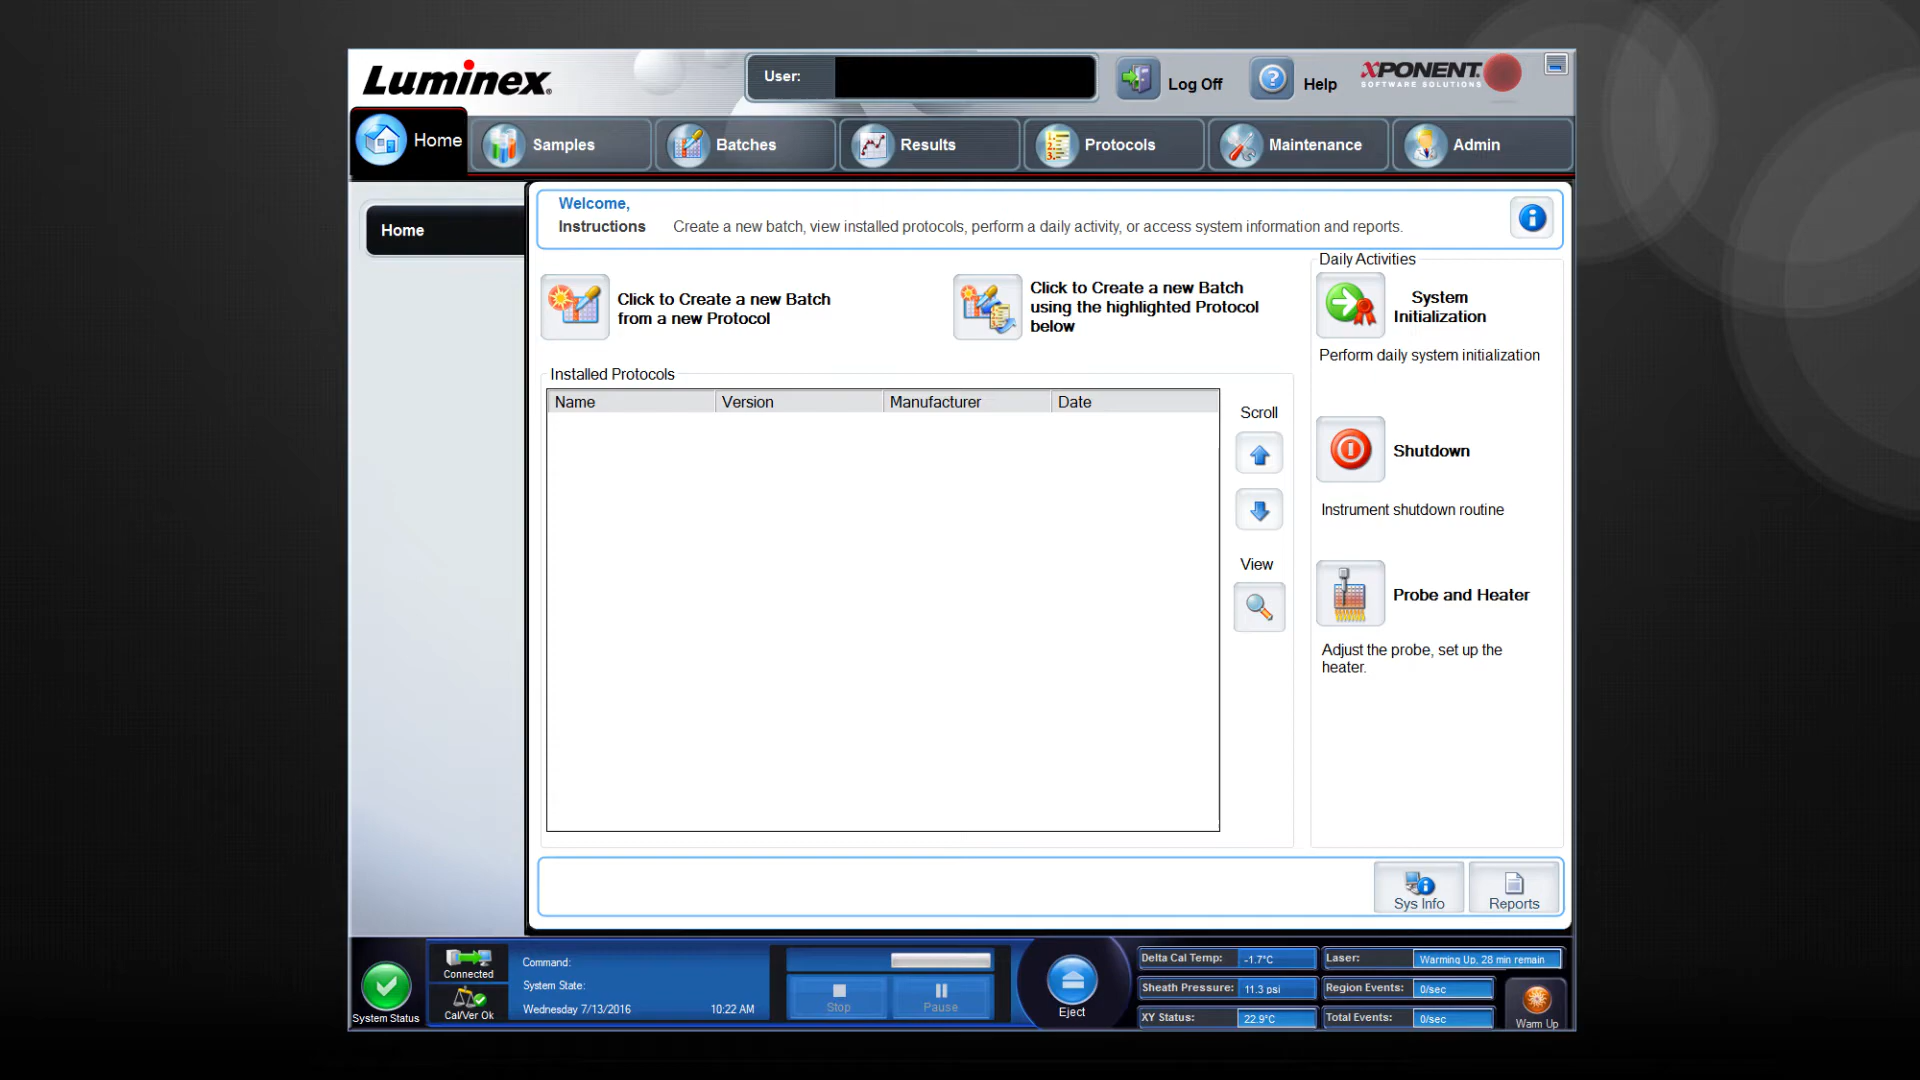 Luminex®
User:
Log Off
Help
XPONENT
SOFTWARE SOLUTIONS
Home
Samples
Batches
Results
Protocols
Maintenance
Admin
Home
Welcome,
Instructions Create a new batch, view installed protocols, perform a daily activity, or access system information and reports.
Click to Create a new Batch
from a new Protocol
Click to Create a new Batch
using the highlighted Protocol
below
Daily Activities
System
Initialization
Perform daily system initialization
Shutdown
Instrument shutdown routine
Probe and Heater
Adjust the probe, set up the
heater.
Installed Protocols
Name Version Manufacturer Date
Scroll
View
Sys Info
Reports
System Status
Connected
Cal/Ver Ok
Command:
System State:
Wednesday 7/13/2016 10:22 AM
Stop
Pause
Eject
Delta Cal Temp: -1.7°C
Sheath Pressure: 11.3 psi
XY Status: 22.9°C
Laser: Warming Up, 28 min remain
Region Events: 0/sec
Total Events: 0/sec
Warm Up